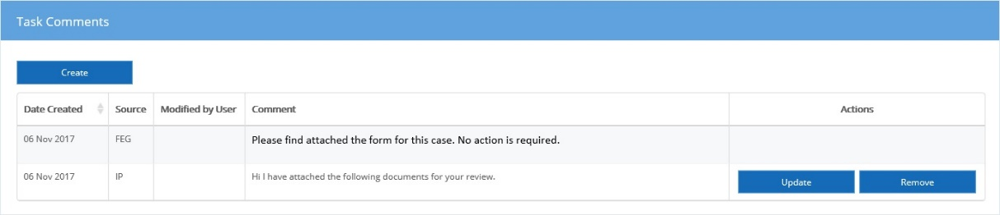 Task Comments
Create
Date Created Source Modified by User Comment Actions
06 Nov 2017 FEG Please find attached the form for this case. No action is required.
06 Nov 2017 IP Hi I have attached the following documents for your review. Update Remove